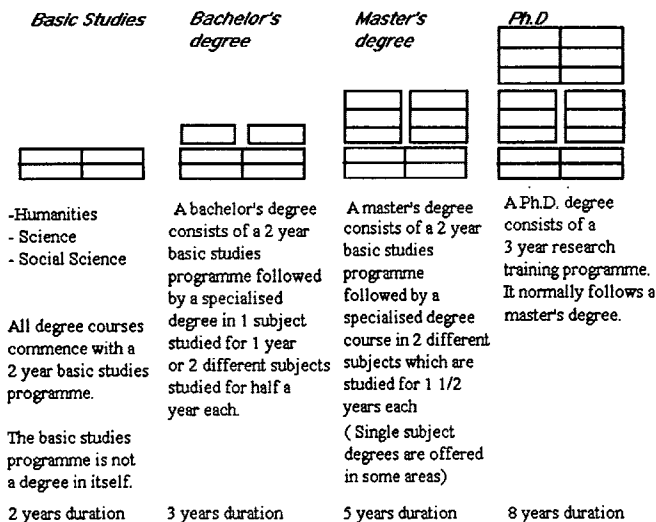 Basic Studies
-Humanities
- Science
- Social Science
All degree courses
commence with a
2 year basic studies
programme.
The basic studies
programme is not
a degree in itself.
2 years duration
Bachelor's
degree
A bachelor's degree
consists of a 2 year
basic studies
programme followed
by a specialised
degree in 1 subject
studied for 1 year
or 2 different subjects
studied for half a
year each.
3 years duration
Master's
degree
A master's degree
consists of a 2 year
basic studies
programme
followed by a
specialised degree
course in 2 different
subjects which are
studied for 1 1/2
years each
( Single subject
degrees are offered
in some areas)
5 years duration
Ph.D
A Ph.D. degree
consists of a
3 year research
training programme.
It normally follows a
master's degree.
8 years duration